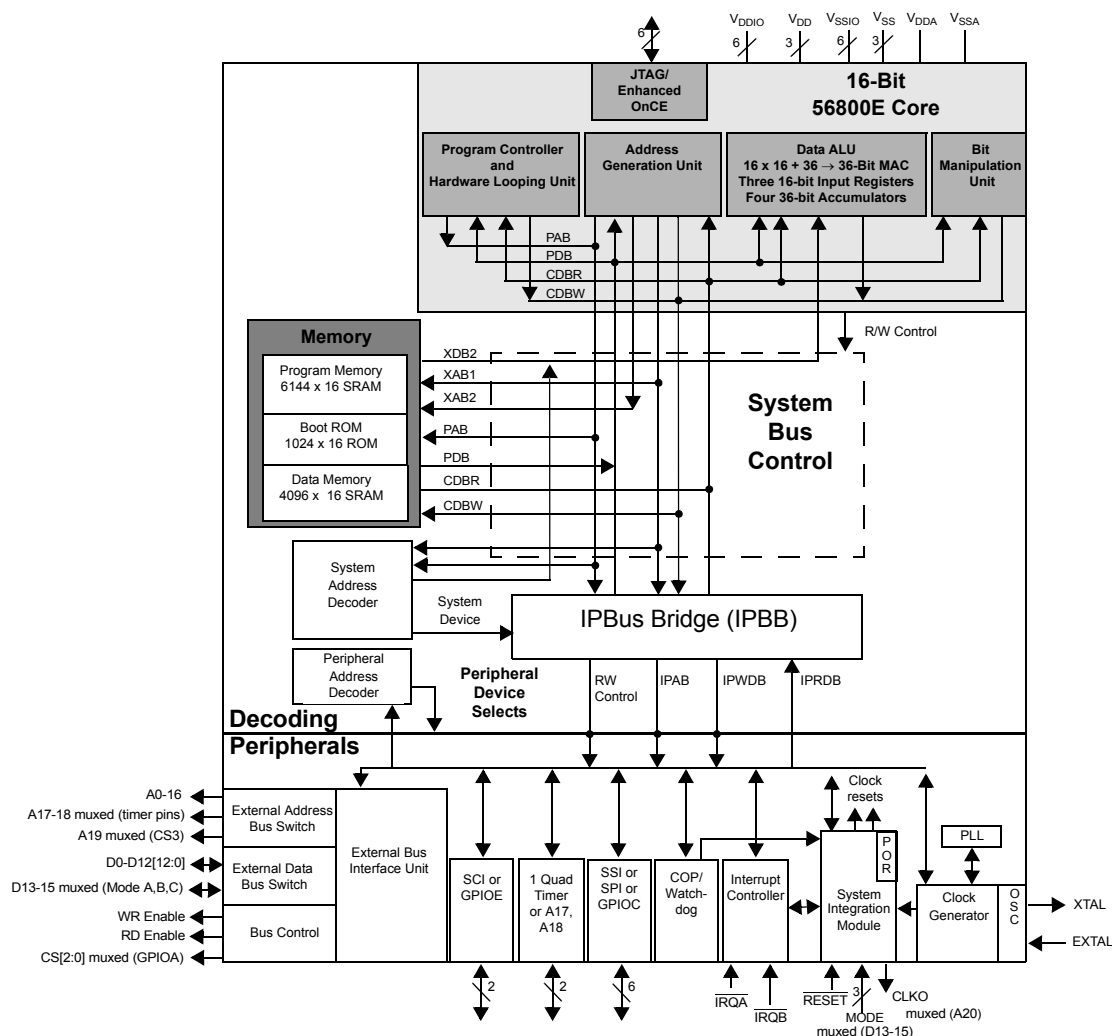 6
V_DDIO
6
V_DD
3
V_SSIO
6
V_SS
3
V_DDA
V_SSA
JTAG/
Enhanced
OnCE
16-Bit
56800E Core
Program Controller
and
Hardware Looping Unit
Address
Generation Unit
Data ALU
16 x 16 + 36 → 36-Bit MAC
Three 16-bit Input Registers
Four 36-bit Accumulators
Bit
Manipulation
Unit
PAB
PDB
CDBR
CDBW
R/W Control
Memory
Program Memory
6144 x 16 SRAM
Boot ROM
1024 x 16 ROM
Data Memory
4096 x 16 SRAM
XDB2
XAB1
XAB2
PAB
PDB
CDBR
CDBW
System
Bus
Control
System
Address
Decoder
System
Device
IPBus Bridge (IPBB)
Peripheral
Address
Decoder
Peripheral
Device
Selects
RW
Control
IPAB
IPWDB
IPRDB
Decoding
Peripherals
A0-16
A17-18 muxed (timer pins)
A19 muxed (CS3)
D0-D12[12:0]
D13-15 muxed (Mode A,B,C)
WR Enable
RD Enable
CS[2:0] muxed (GPIOA)
External Address
Bus Switch
External Data
Bus Switch
Bus Control
External Bus
Interface Unit
SCI or
GPIOE
1 Quad
Timer
or A17,
A18
SSI or
SPI or
GPIOC
COP/
Watch-
dog
Interrupt
Controller
Clock
resets
POR
System
Integration
Module
PLL
Clock
Generator
OSC
XTAL
EXTAL
2
2
6
IRQA
IRQB
RESET
3
MODE
muxed (D13-15)
CLKO
muxed (A20)